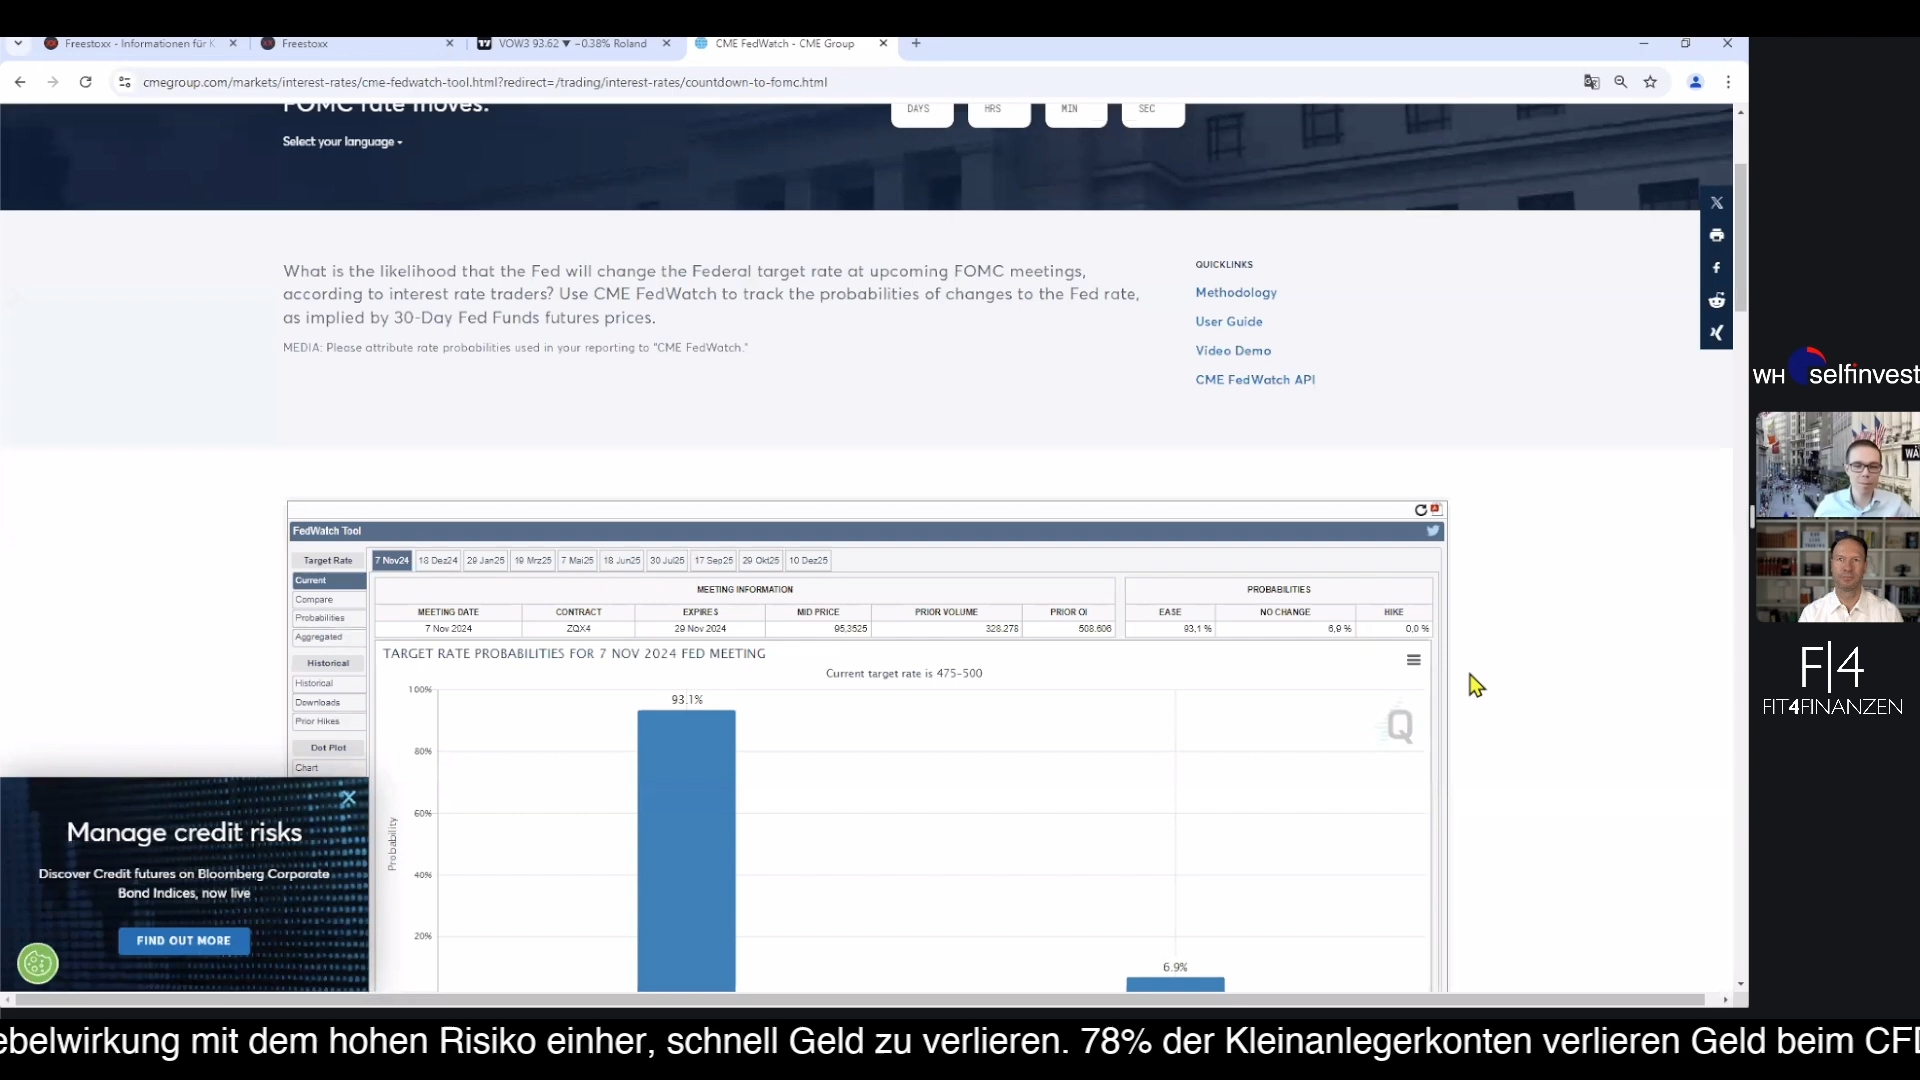 Freestoxx - Informationen für K
Freestoxx
VOW3 93.62 ▼ −0.38% Roland
CME FedWatch - CME Group
cmegroup.com/markets/interest-rates/cme-fedwatch-tool.html?redirect=/trading/interest-rates/countdown-to-fomc.html
FOMC rate moves.
DAYS HRS MIN SEC
Select your language
What is the likelihood that the Fed will change the Federal target rate at upcoming FOMC meetings,
according to interest rate traders? Use CME FedWatch to track the probabilities of changes to the Fed rate,
as implied by 30-Day Fed Funds futures prices.
MEDIA: Please attribute rate probabilities used in your reporting to "CME FedWatch."
QUICKLINKS
Methodology
User Guide
Video Demo
CME FedWatch API
FedWatch Tool
Target Rate
Current
Compare
Probabilities
Aggregated
Historical
Historical
Downloads
Prior Hikes
Dot Plot
Chart
7 Nov24 18 Dez24 29 Jan25 19 Mrz25 7 Mai25 18 Jun25 30 Jul25 17 Sep25 29 Okt25 10 Dez25
MEETING INFORMATION
MEETING DATE CONTRACT EXPIRES MID PRICE PRIOR VOLUME PRIOR OI
7 Nov 2024 ZQX4 29 Nov 2024 95,3525 328.278 508.606
PROBABILITIES
EASE NO CHANGE HIKE
93,1 % 6,9 % 0,0 %
TARGET RATE PROBABILITIES FOR 7 NOV 2024 FED MEETING
Current target rate is 475-500
Probability
100%
80%
60%
40%
20%
93.1%
6.9%
Q
Manage credit risks
Discover Credit futures on Bloomberg Corporate
Bond Indices, now live
FIND OUT MORE
WH selfinvest
WÄ
F|4
FIT4FINANZEN
ebelwirkung mit dem hohen Risiko einher, schnell Geld zu verlieren. 78% der Kleinanlegerkonten verlieren Geld beim CFD